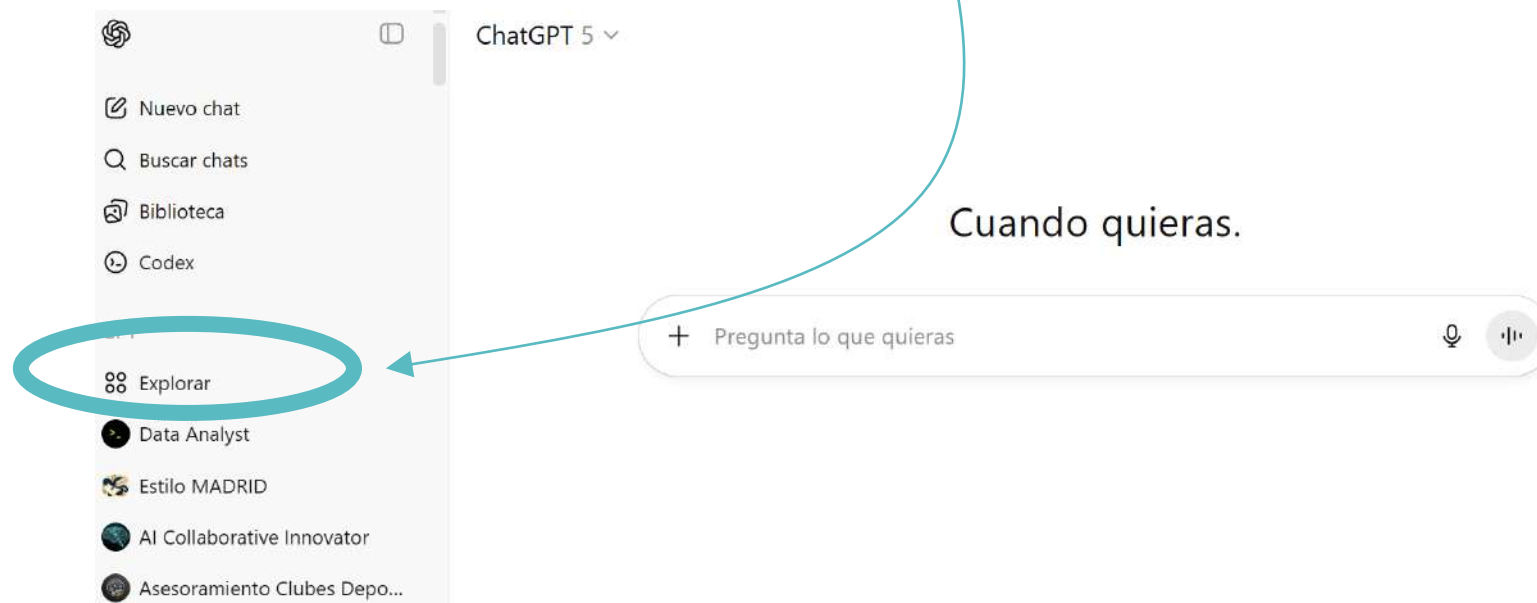 ChatGPT 5
Nuevo chat
Buscar chats
Biblioteca
Codex
Explorar
Data Analyst
Estilo MADRID
AI Collaborative Innovator
Asesoramiento Clubes Depo...
Cuando quieras.
Pregunta lo que quieras